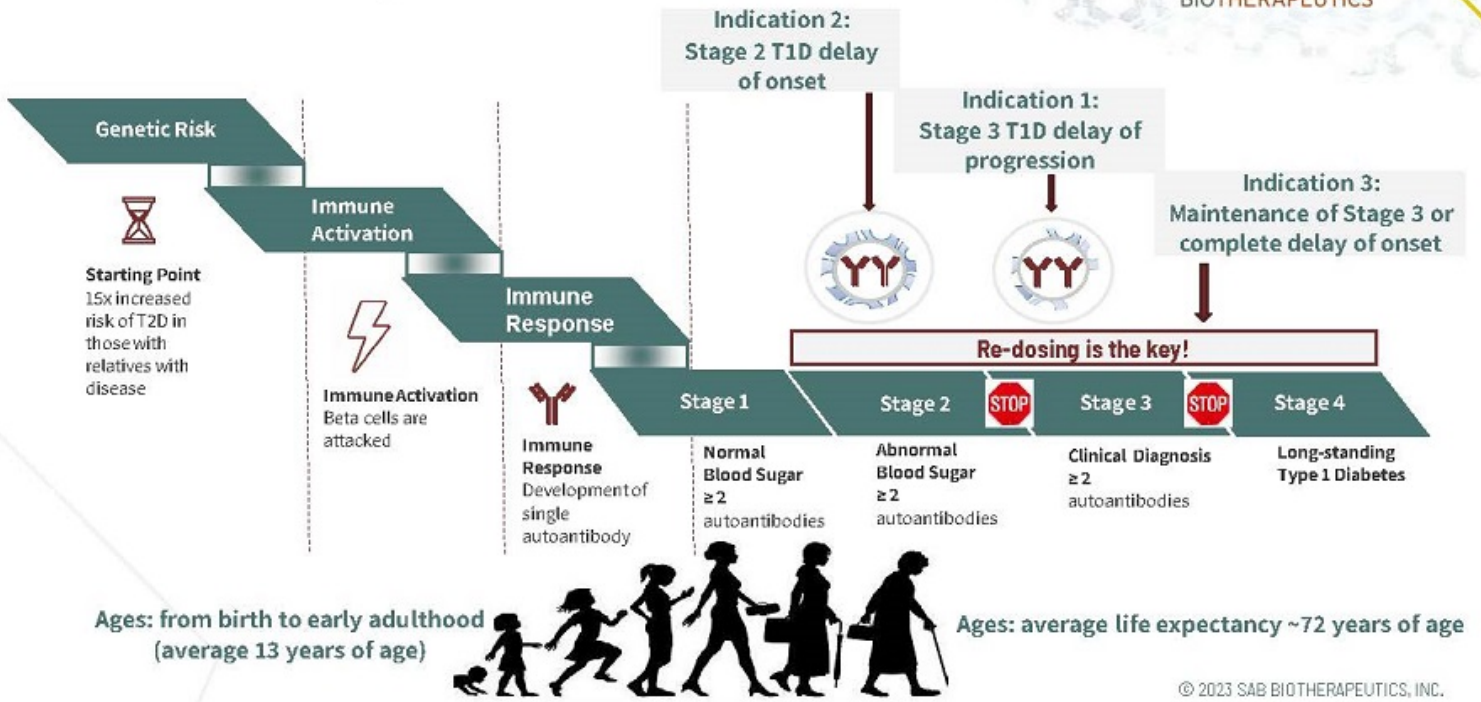 BIOTHERAPEUTICS
Indication 2:
Stage 2 T1D delay
of onset
Indication 1:
Stage 3 T1D delay of
progression
Indication 3:
Maintenance of Stage 3 or
complete delay of onset
Genetic Risk
Immune
Activation
Immune
Response
Starting Point
15x increased
risk of T2D in
those with
relatives with
disease
Immune Activation
Beta cells are
attacked
Immune
Response
Development of
single
autoantibody
Re-dosing is the key!
Stage 1
Stage 2
STOP
Stage 3
STOP
Stage 4
Normal
Blood Sugar
≥ 2
autoantibodies
Abnormal
Blood Sugar
≥ 2
autoantibodies
Clinical Diagnosis
≥ 2
autoantibodies
Long-standing
Type 1 Diabetes
Ages: from birth to early adulthood
(average 13 years of age)
Ages: average life expectancy ~72 years of age
© 2023 SAB BIOTHERAPEUTICS, INC.